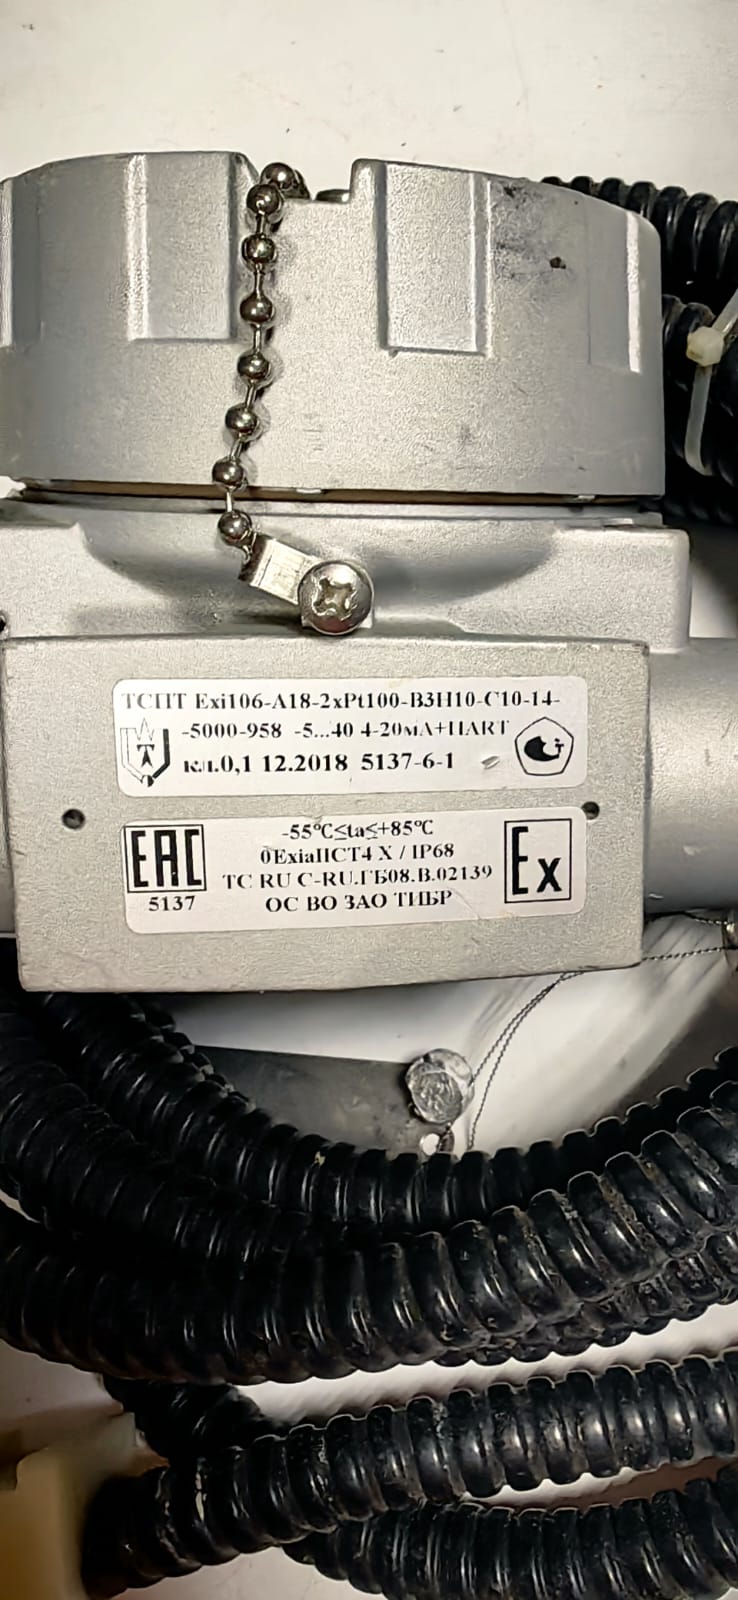 ТСПТ Exi106-А18-2хPt100-В3Н10-С10-14-
-5000-958 -5...40 4-20мА+HART
кл.0,1 12.2018 5137-6-1
-55°C≤ta≤+85°C
0ExiaIICT4 X / IP68
ТС RU C-RU.ГБ08.В.02139
ОС ВО ЗАО ТИБР
EAC
5137
Ex